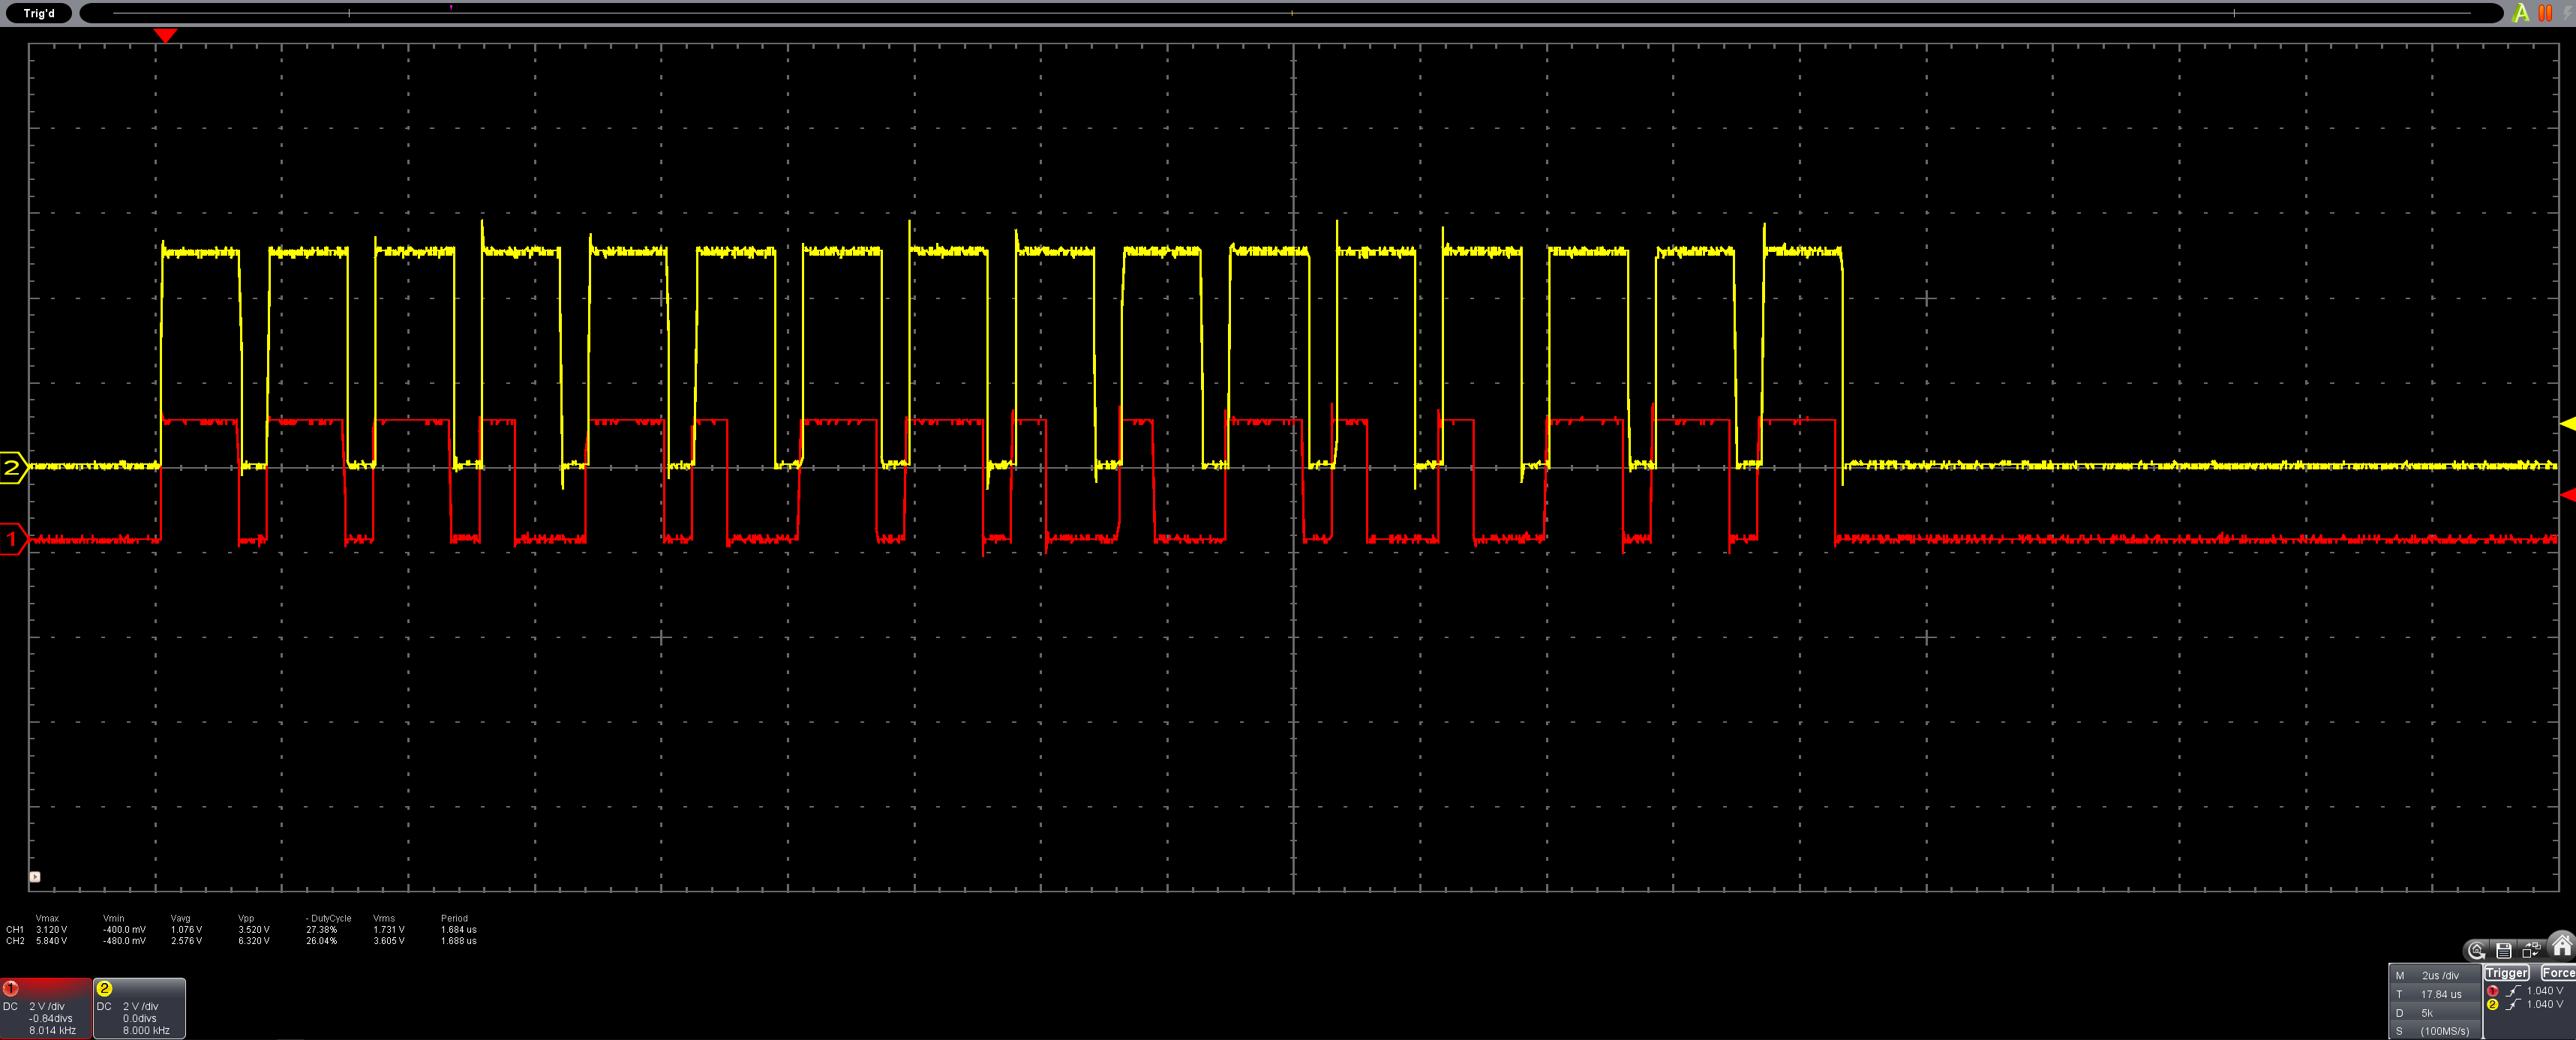 Trig'd
2
1
Vmax Vmin Vavg Vpp - DutyCycle Vrms Period
CH1 3.120 V -400.0 mV 1.076 V 3.520 V 27.38% 1.731 V 1.684 us
CH2 5.840 V -480.0 mV 2.576 V 6.320 V 26.04% 3.605 V 1.688 us
1
DC 2 V /div
-0.84divs
8.014 kHz
2
DC 2 V /div
0.0divs
8.000 kHz
M 2us /div
T 17.84 us
D 5k
S (100MS/s)
Trigger Force
1 1.040 V
2 1.040 V